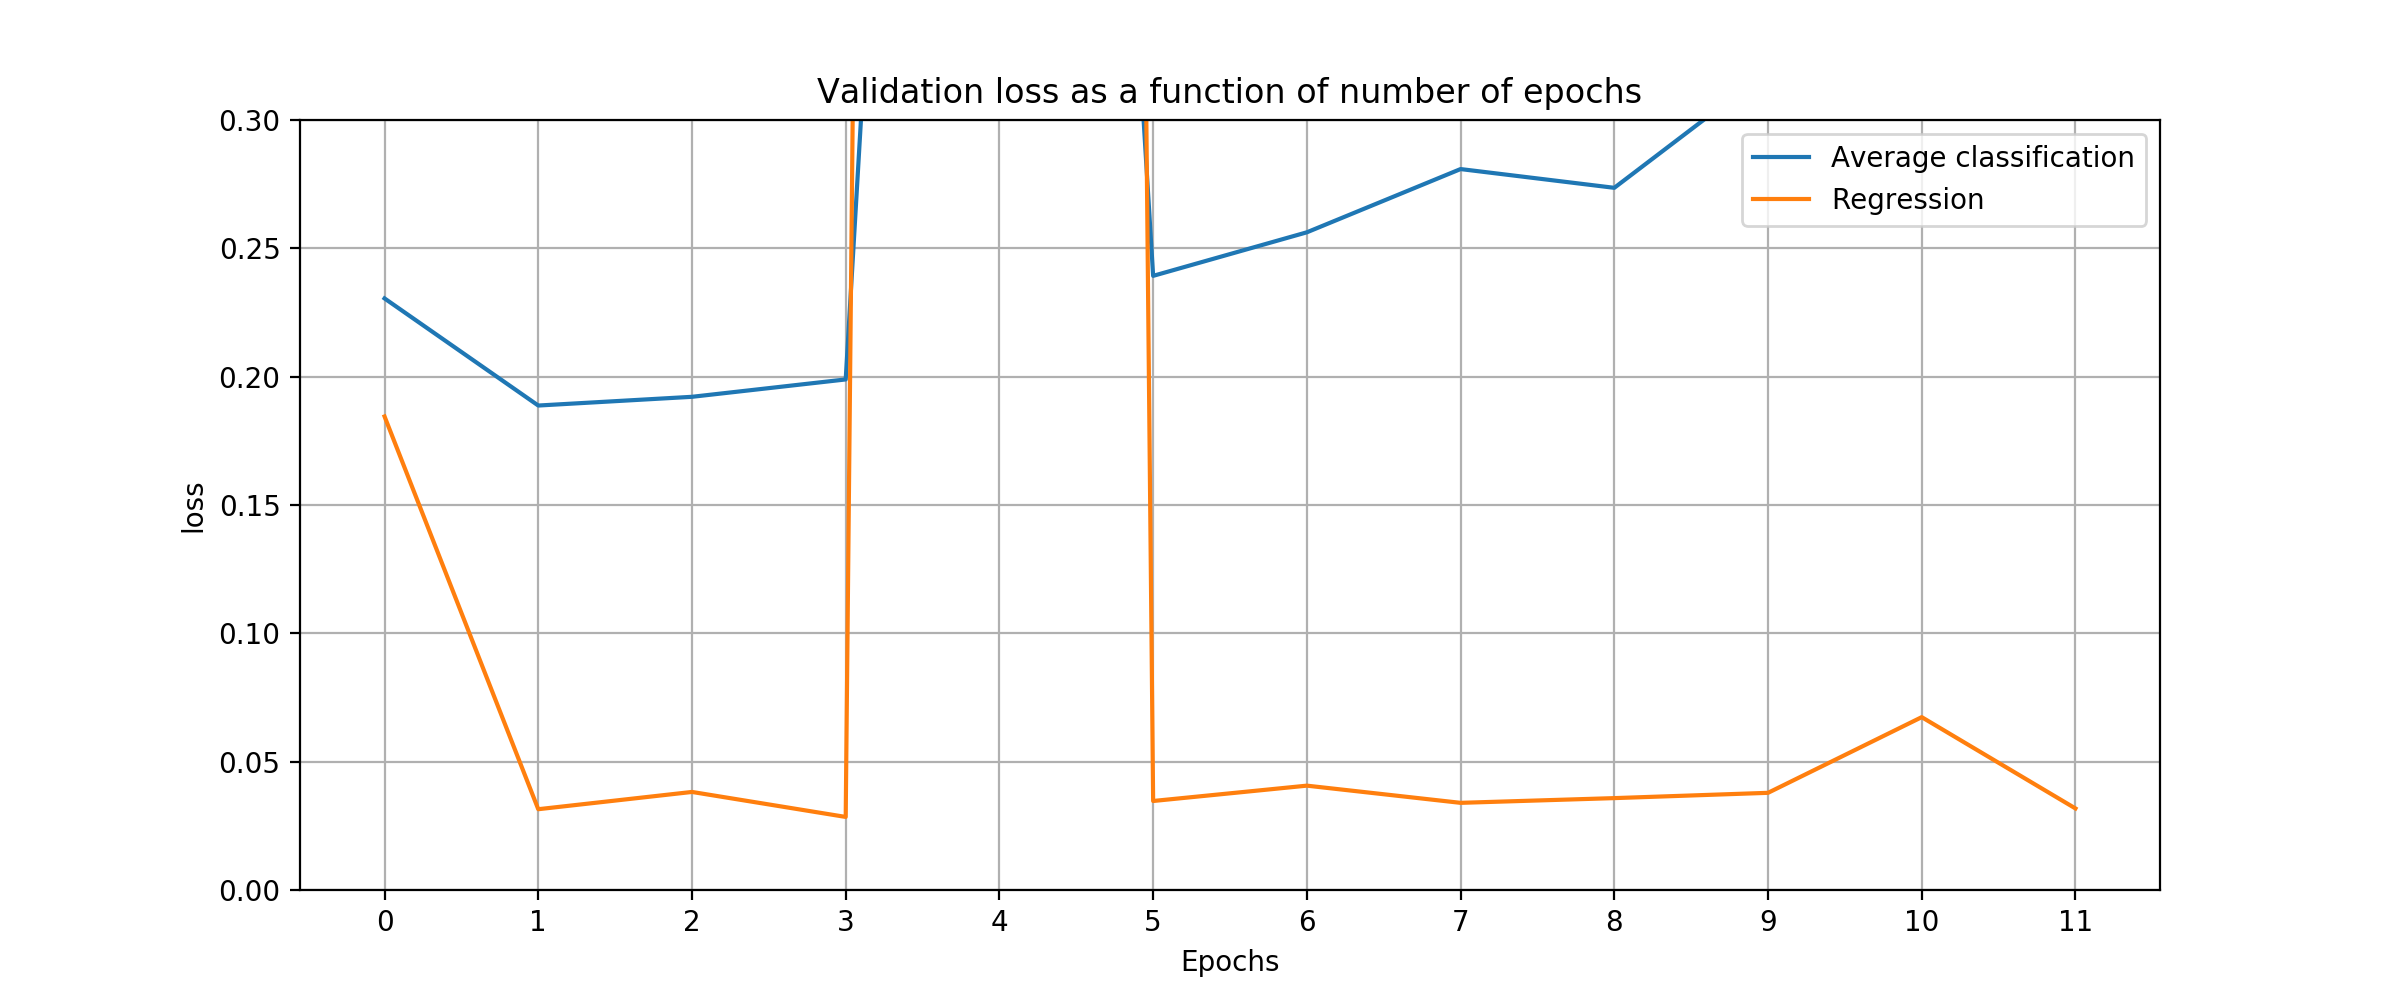 Validation loss as a function of number of epochs
0.30
0.25
0.20
0.15
0.10
0.05
0.00
loss
Average classification
Regression
0 1 2 3 4 5 6 7 8 9 10 11
Epochs